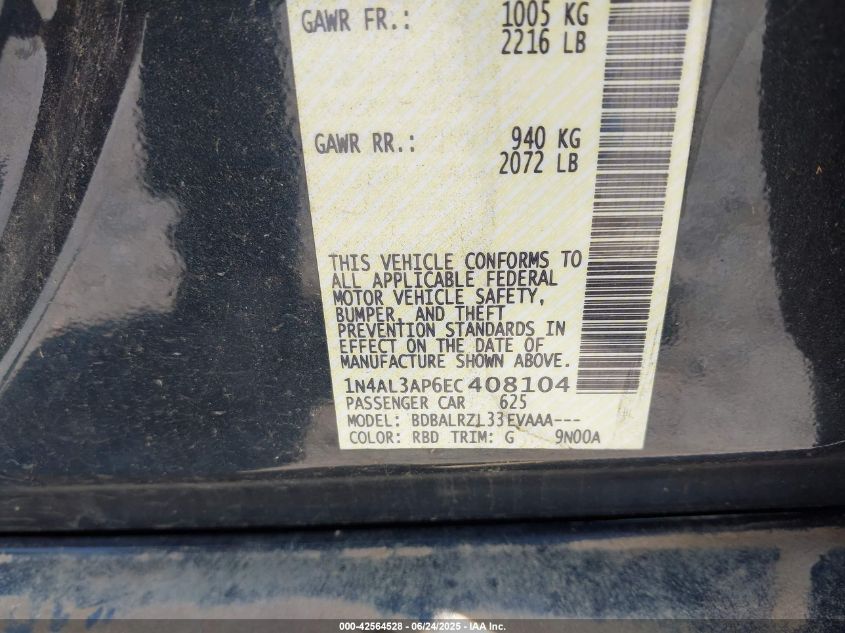 GAWR FR.: 1005 KG
2216 LB
GAWR RR.: 940 KG
2072 LB
THIS VEHICLE CONFORMS TO
ALL APPLICABLE FEDERAL
MOTOR VEHICLE SAFETY,
BUMPER, AND THEFT
PREVENTION STANDARDS IN
EFFECT ON THE DATE OF
MANUFACTURE SHOWN ABOVE.
1N4AL3AP6EC408104
PASSENGER CAR 625
MODEL: BDBALRZL33EVAAA---
COLOR: RBD TRIM: G 9N00A
000-42564528 - 06/24/2025 - IAA Inc.